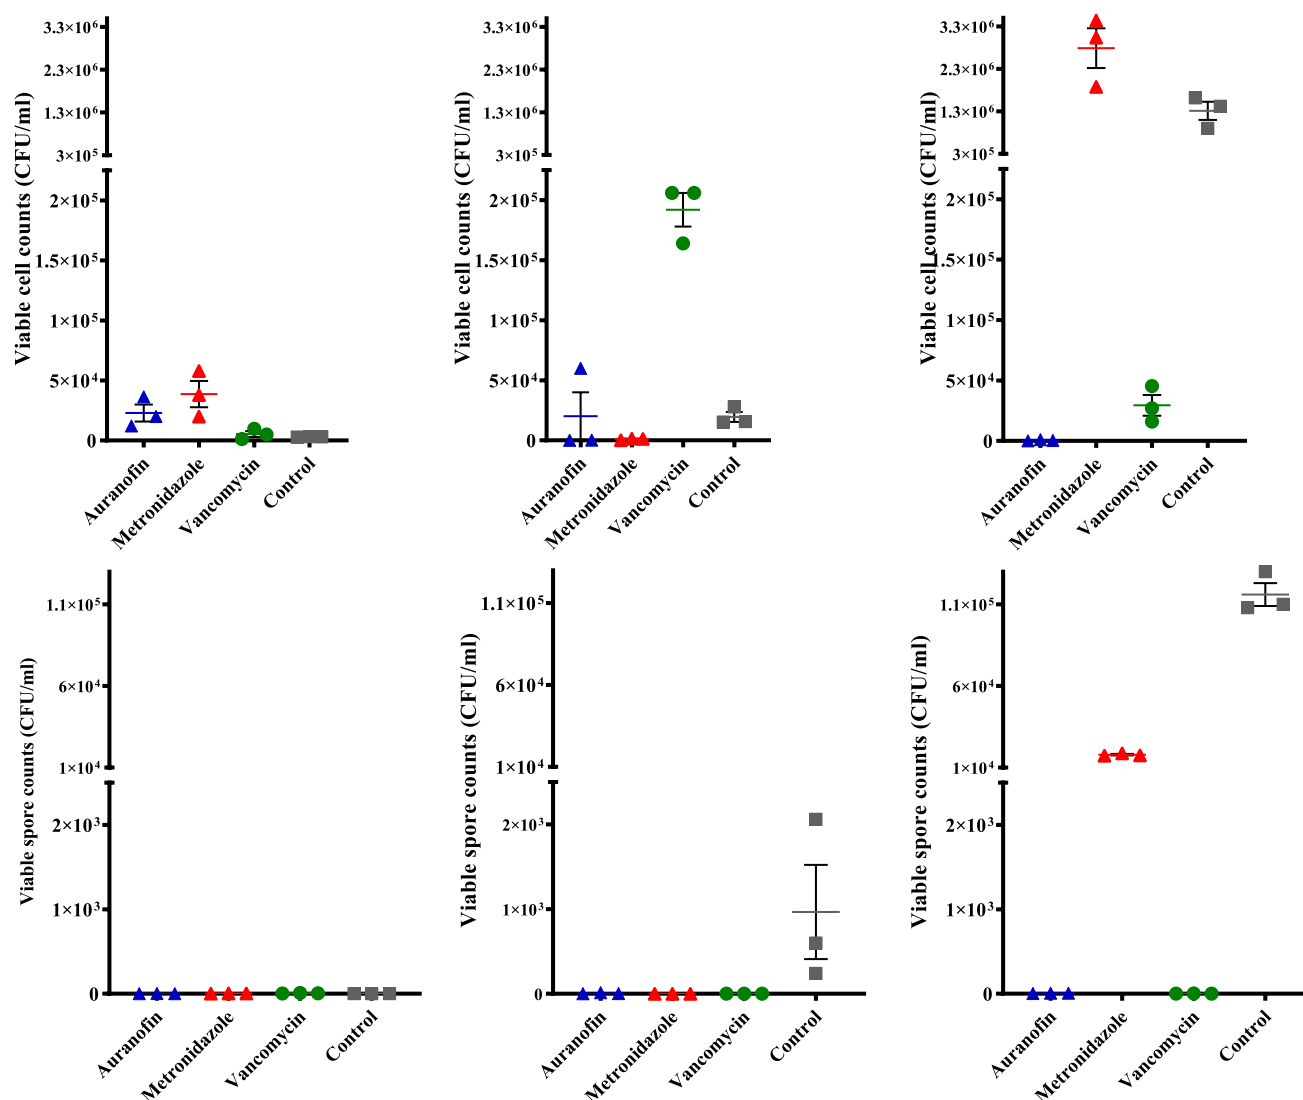 Viable cell counts (CFU/ml)
3.3×10⁶
2.3×10⁶
1.3×10⁶
3×10⁵
2×10⁵
1.5×10⁵
1×10⁵
5×10⁴
0
Auranofin
Metronidazole
Vancomycin
Control
Viable cell counts (CFU/ml)
3.3×10⁶
2.3×10⁶
1.3×10⁶
3×10⁵
2×10⁵
1.5×10⁵
1×10⁵
5×10⁴
0
Auranofin
Metronidazole
Vancomycin
Control
Viable cell counts (CFU/ml)
3.3×10⁶
2.3×10⁶
1.3×10⁶
3×10⁵
2×10⁵
1.5×10⁵
1×10⁵
5×10⁴
0
Auranofin
Metronidazole
Vancomycin
Control
Viable spore counts (CFU/ml)
1.1×10⁵
6×10⁴
1×10⁴
2×10³
1×10³
0
Auranofin
Metronidazole
Vancomycin
Control
Viable spore counts (CFU/ml)
1.1×10⁵
6×10⁴
1×10⁴
2×10³
1×10³
0
Auranofin
Metronidazole
Vancomycin
Control
Viable spore counts (CFU/ml)
1.1×10⁵
6×10⁴
1×10⁴
2×10³
1×10³
0
Auranofin
Metronidazole
Vancomycin
Control